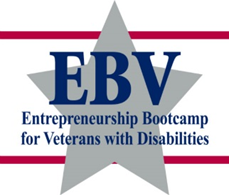 EBV
Entrepreneurship Bootcamp
for Veterans with Disabilities